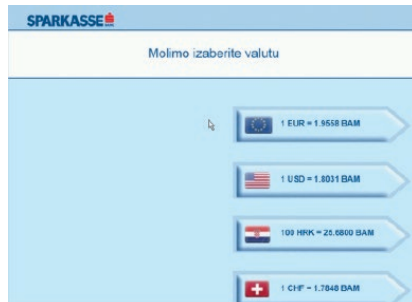 SPARKASSE
Molimo izaberite valutu
1 EUR = 1.9558 BAM
1 USD = 1.8031 BAM
100 HRK = 25.6800 BAM
1 CHF = 1.7848 BAM